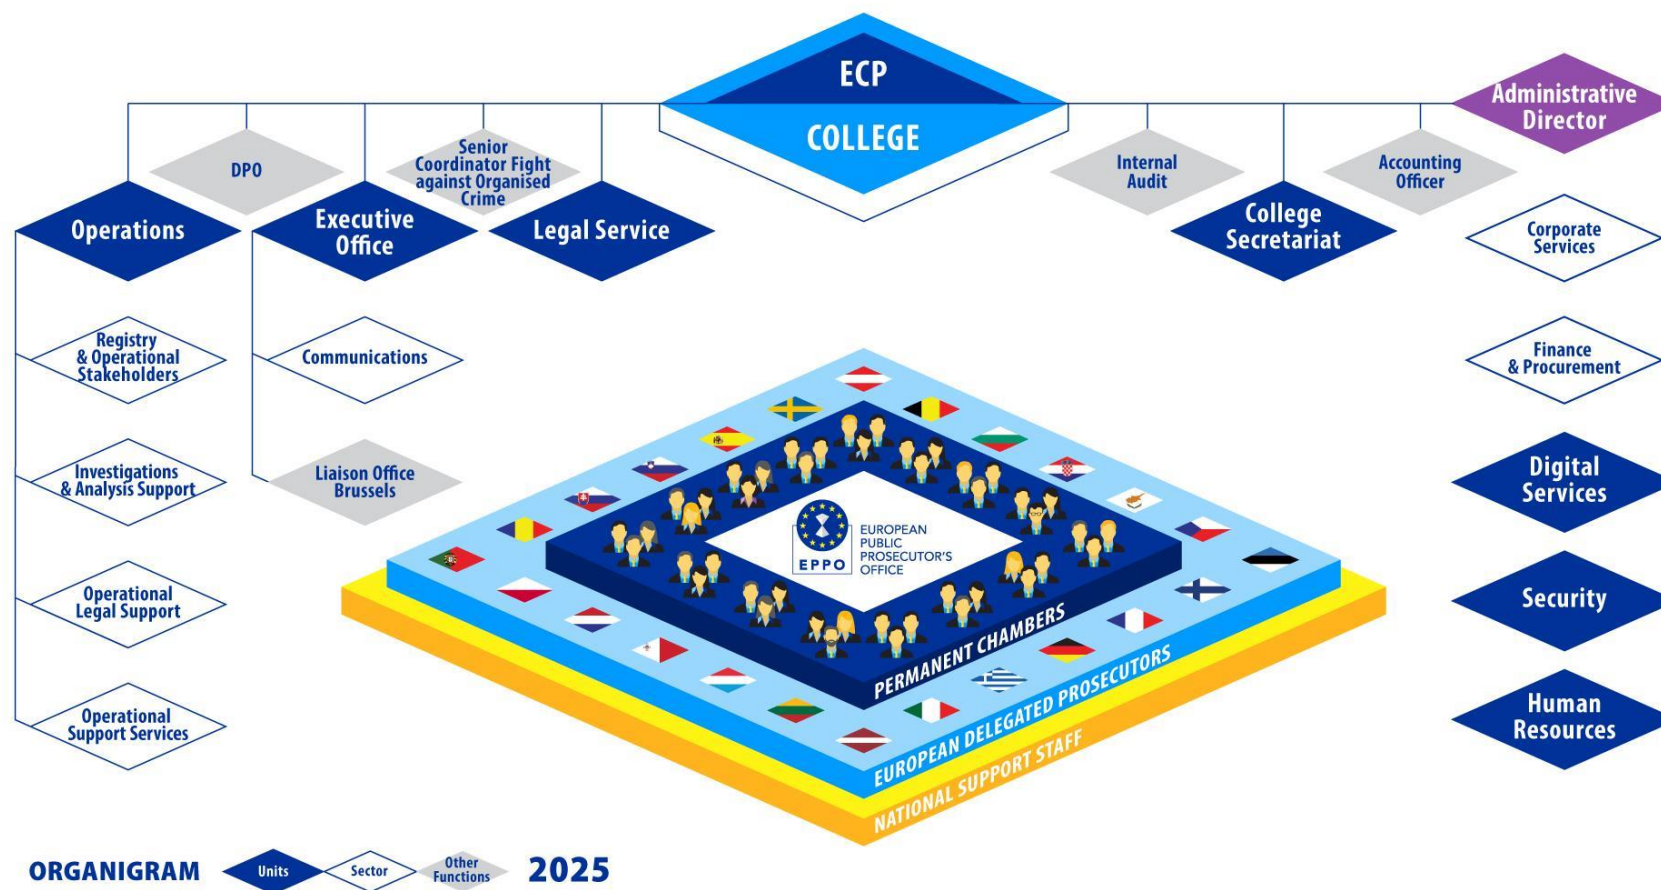 ECP
COLLEGE
Administrative
Director
DPO
Senior
Coordinator Fight
against Organised
Crime
Internal
Audit
Accounting
Officer
Operations
Executive
Office
Legal Service
College
Secretariat
Corporate
Services
Registry
& Operational
Stakeholders
Communications
Finance
& Procurement
Investigations
& Analysis Support
Liaison Office
Brussels
Digital
Services
EPPO
EUROPEAN
PUBLIC
PROSECUTOR'S
OFFICE
Operational
Legal Support
Security
PERMANENT CHAMBERS
EUROPEAN DELEGATED PROSECUTORS
NATIONAL SUPPORT STAFF
Operational
Support Services
Human
Resources
ORGANIGRAM
Units
Sector
Other
Functions
2025